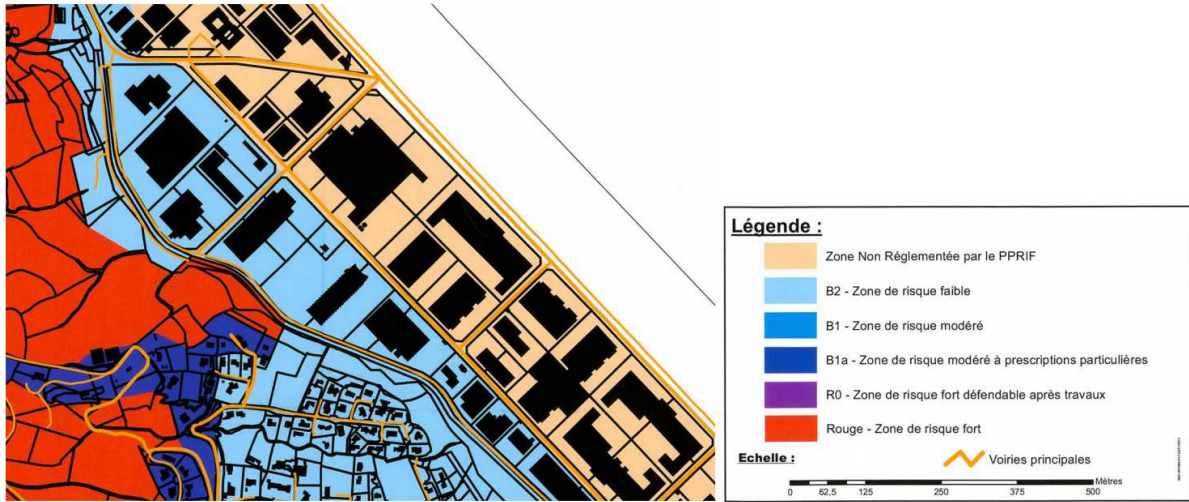 Légende :
Zone Non Réglementée par le PPRIF
B2 - Zone de risque faible
B1 - Zone de risque modéré
B1a - Zone de risque modéré à prescriptions particulières
R0 - Zone de risque fort défendable après travaux
Rouge - Zone de risque fort
Echelle :
Voiries principales
Mètres
0 62,5 125 250 375 500